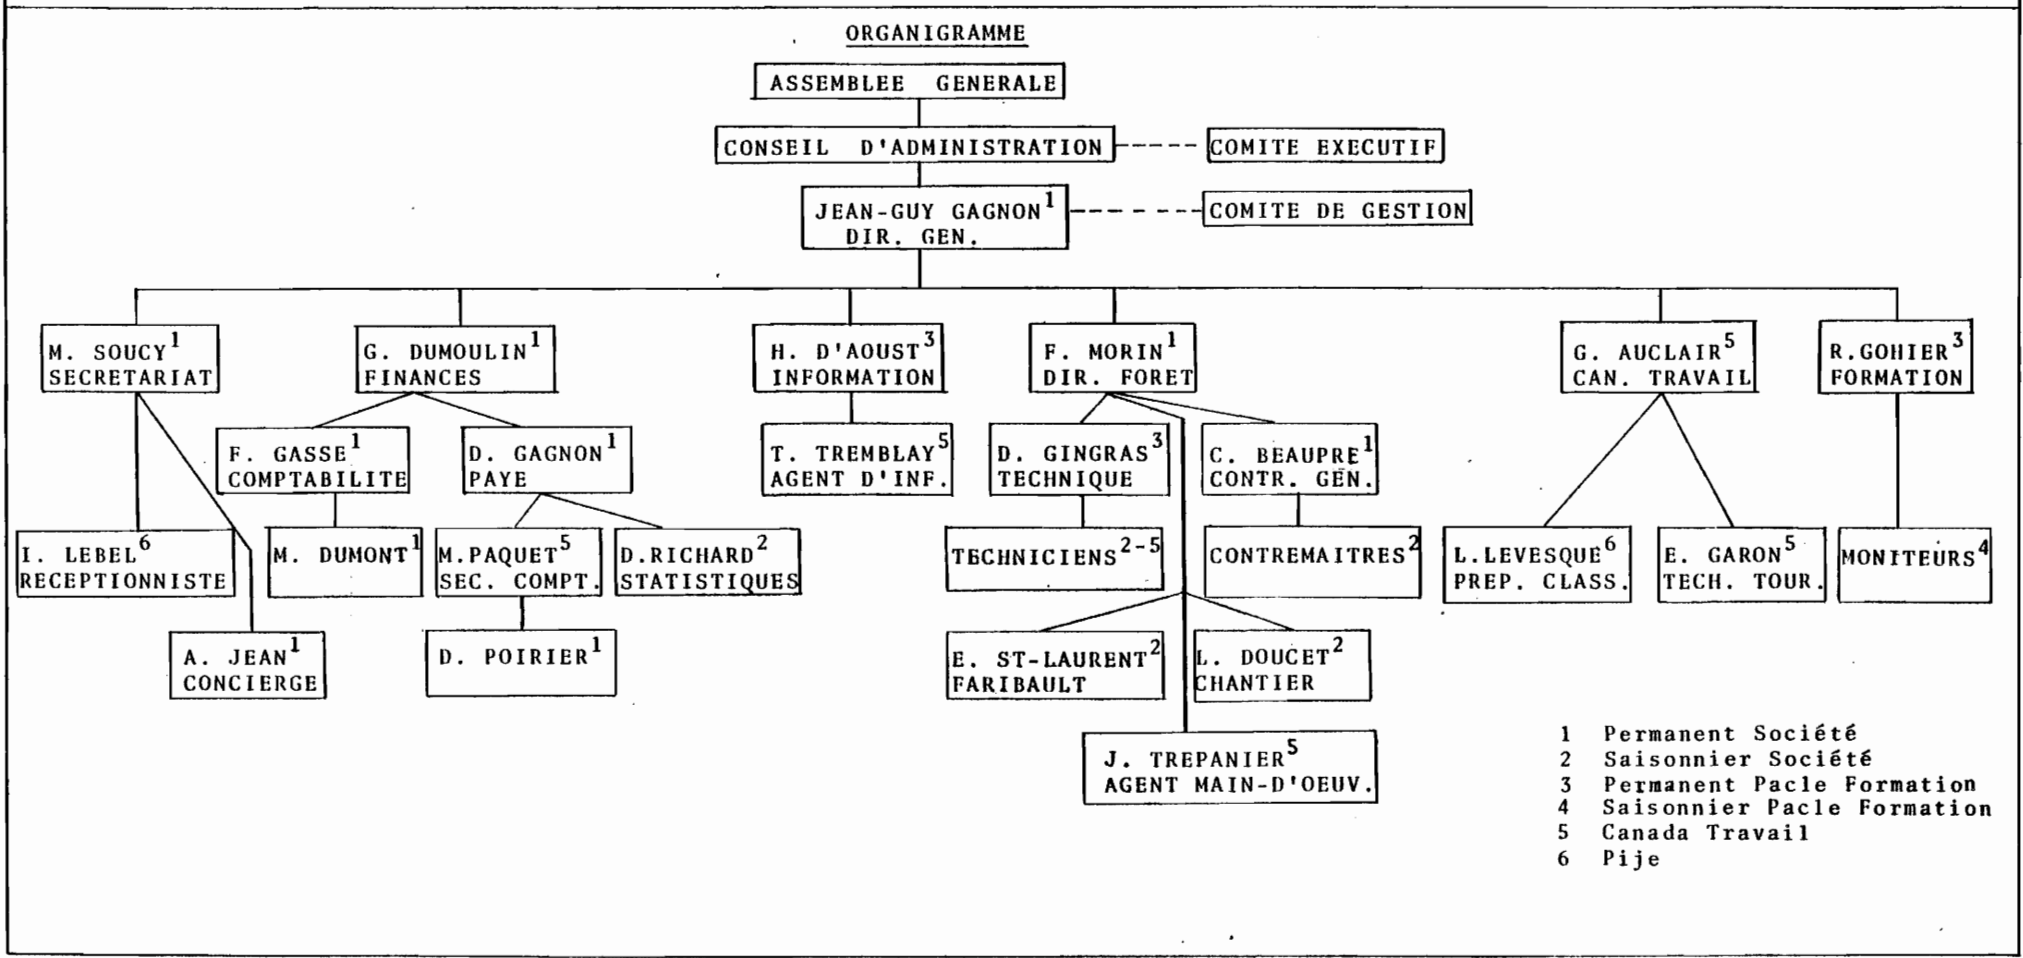 ORGANIGRAMME
ASSEMBLEE GENERALE
CONSEIL D'ADMINISTRATION
COMITE EXECUTIF
JEAN-GUY GAGNON1
DIR. GEN.
COMITE DE GESTION
M. SOUCY1
SECRETARIAT
G. DUMOULIN1
FINANCES
H. D'AOUST3
INFORMATION
F. MORIN1
DIR. FORET
G. AUCLAIR5
CAN. TRAVAIL
R.GOHIER3
FORMATION
F. GASSE1
COMPTABILITE
D. GAGNON1
PAYE
T. TREMBLAY5
AGENT D'INF.
D. GINGRAS3
TECHNIQUE
C. BEAUPRE1
CONTR. GEN.
I. LEBEL6
RECEPTIONNISTE
M. DUMONT1
M.PAQUET5
SEC. COMPT.
D.RICHARD2
STATISTIQUES
TECHNICIENS2-5
CONTREMAITRES2
L.LEVESQUE6
PREP. CLASS.
E. GARON5
TECH. TOUR.
MONITEURS4
A. JEAN1
CONCIERGE
D. POIRIER1
E. ST-LAURENT2
FARIBAULT
L. DOUCET2
CHANTIER
J. TREPANIER5
AGENT MAIN-D'OEUV.
1 Permanent Société
2 Saisonnier Société
3 Permanent Pacle Formation
4 Saisonnier Pacle Formation
5 Canada Travail
6 Pije